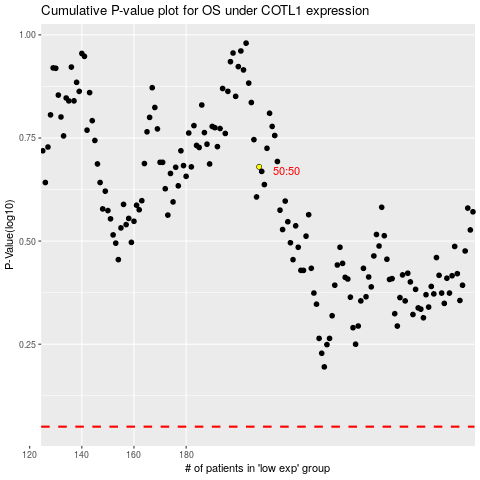 Cumulative P-value plot for OS under COTL1 expression
P-Value(log10)
1.00
0.75
0.50
0.25
50:50
120 140 160 180
# of patients in 'low exp' group